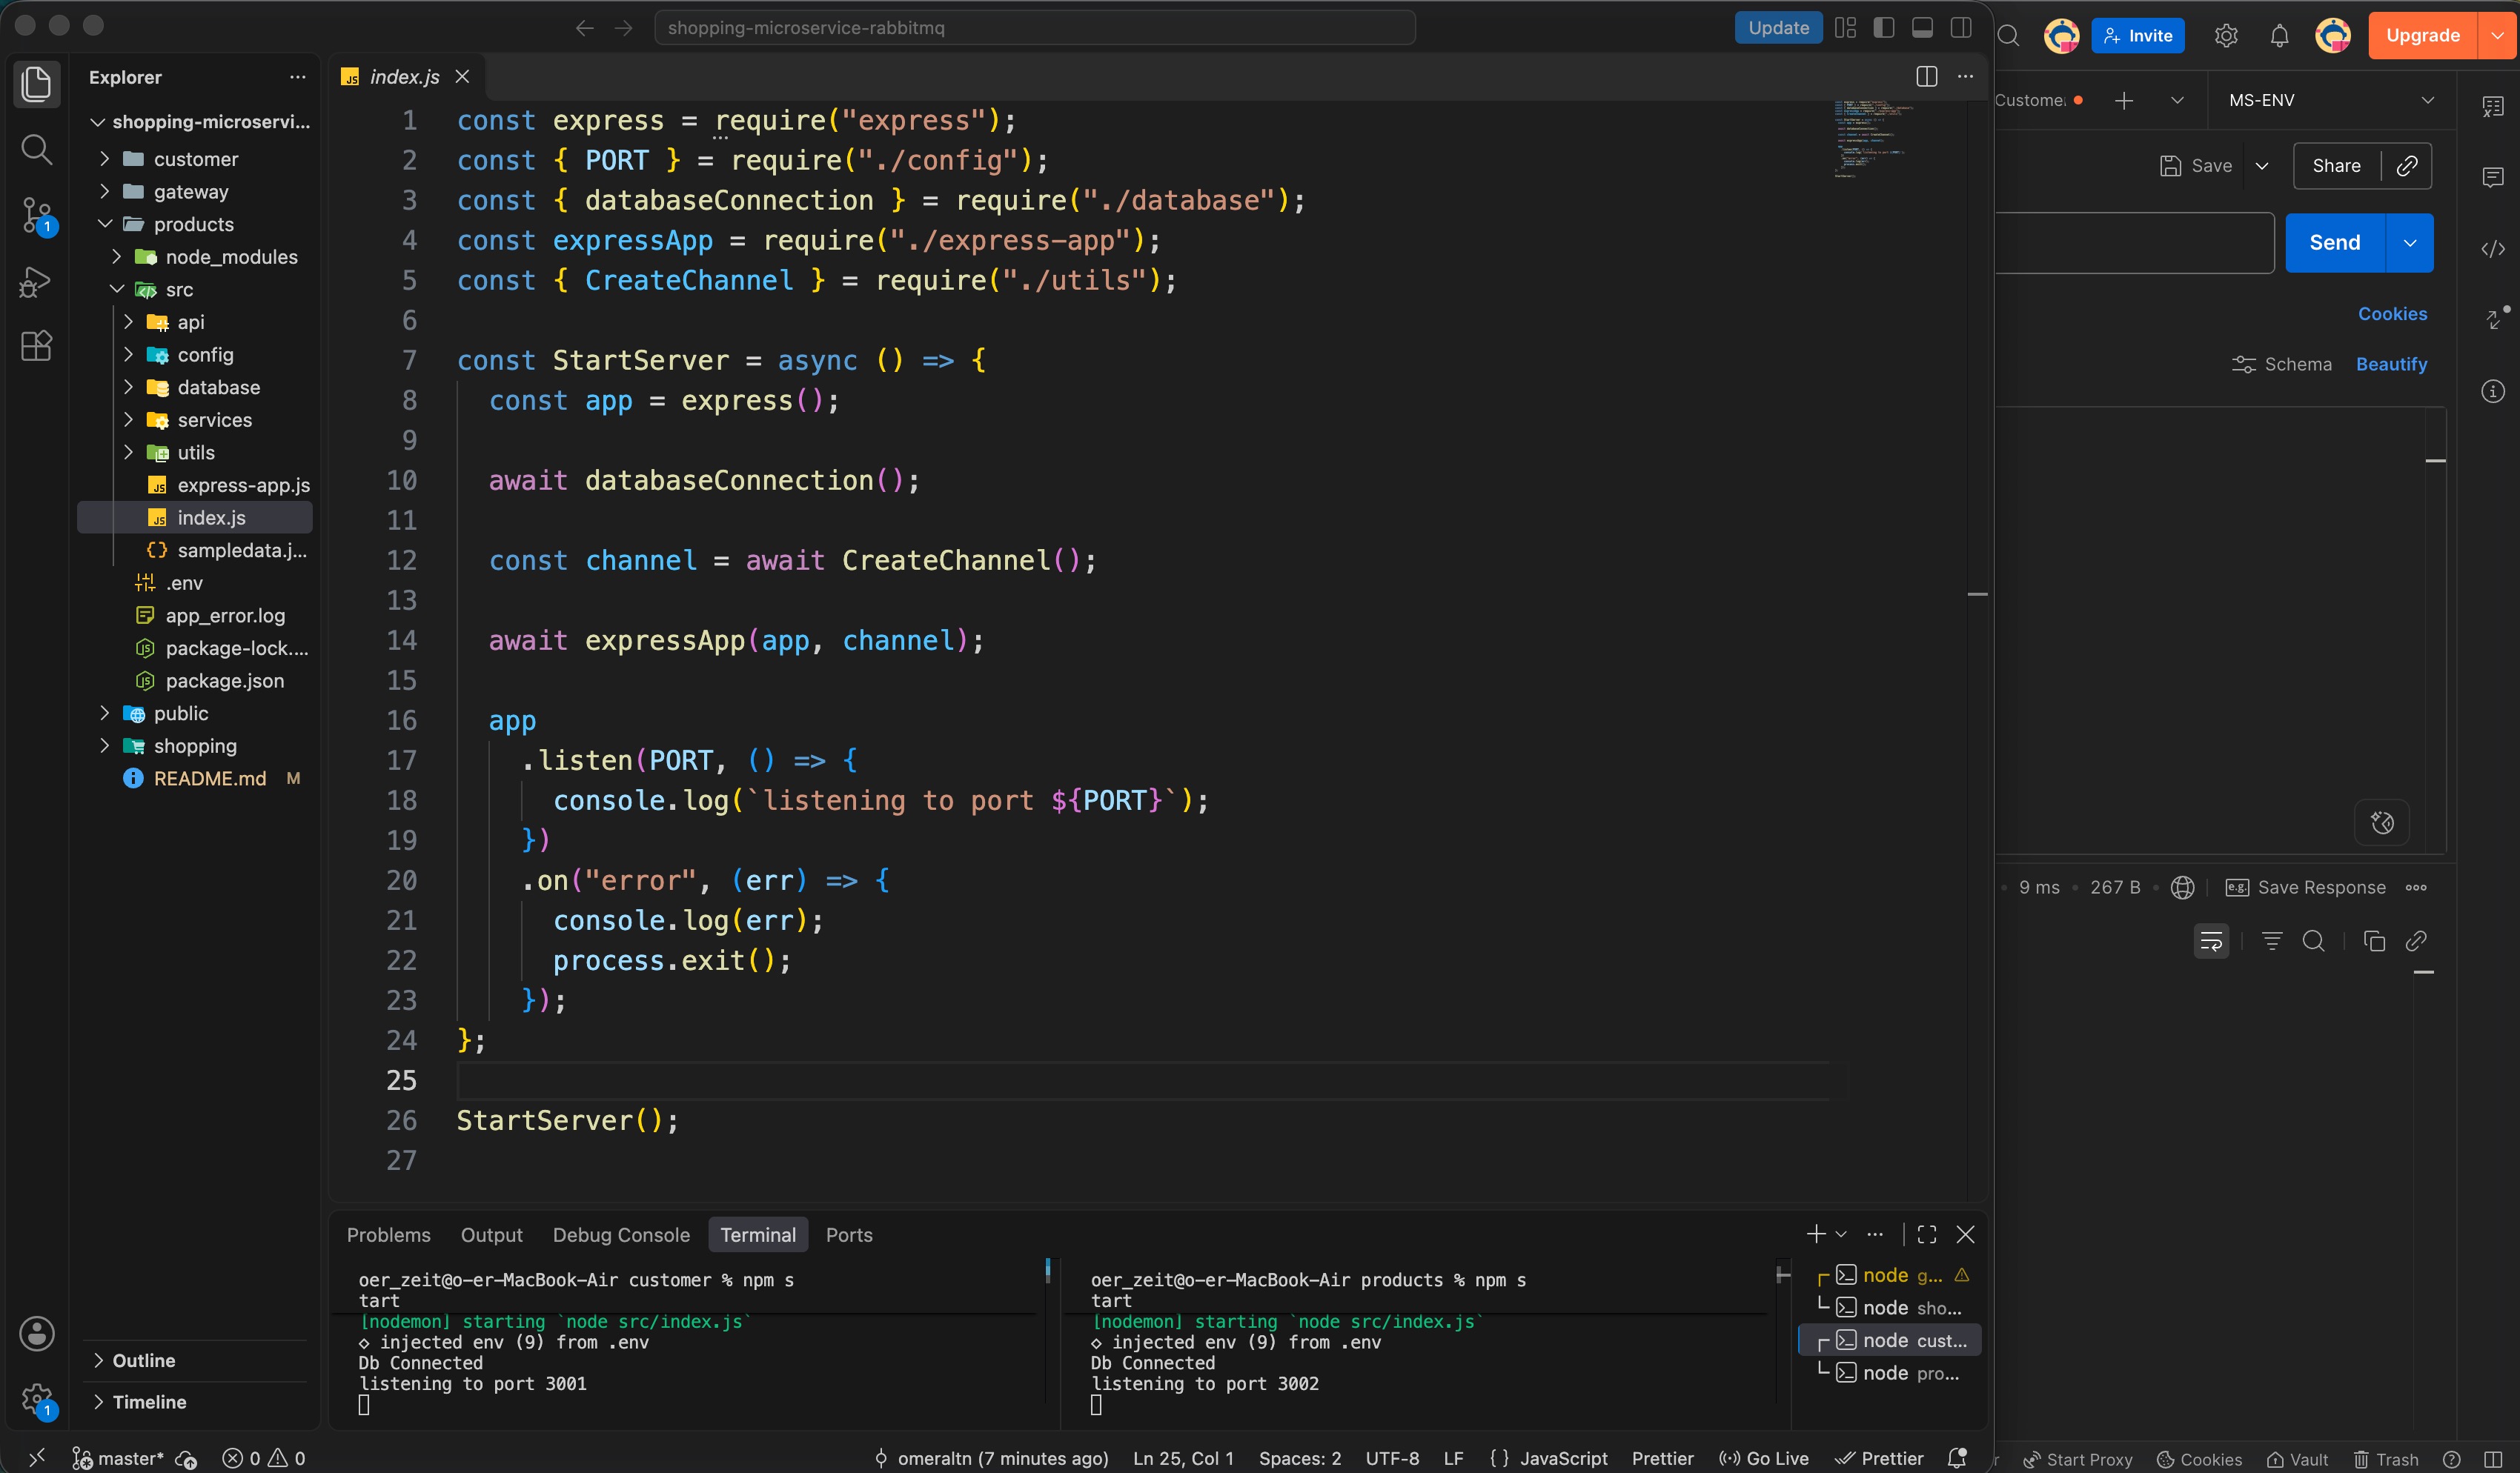 shopping-microservice-rabbitmq
Update
Invite
Upgrade
Explorer
index.js
MS-ENV
shopping-microservi...
customer
gateway
products
node_modules
src
api
config
database
services
utils
express-app.js
index.js
sampledata.j...
.env
app_error.log
package-lock....
package.json
public
shopping
README.md M
Outline
Timeline
1 const express = require("express");
2 const { PORT } = require("./config");
3 const { databaseConnection } = require("./database");
4 const expressApp = require("./express-app");
5 const { CreateChannel } = require("./utils");
6
7 const StartServer = async () => {
8 const app = express();
9
10 await databaseConnection();
11
12 const channel = await CreateChannel();
13
14 await expressApp(app, channel);
15
16 app
17 .listen(PORT, () => {
18 console.log(`listening to port ${PORT}`);
19 })
20 .on("error", (err) => {
21 console.log(err);
22 process.exit();
23 });
24 };
25
26 StartServer();
27
Save
Share
Send
Cookies
Schema Beautify
9 ms 267 B e.g. Save Response
Problems Output Debug Console Terminal Ports
oer_zeit@o-er-MacBook-Air customer % npm s
tart
[nodemon] starting `node src/index.js`
◇ injected env (9) from .env
Db Connected
listening to port 3001
oer_zeit@o-er-MacBook-Air products % npm s
tart
[nodemon] starting `node src/index.js`
◇ injected env (9) from .env
Db Connected
listening to port 3002
node g...
node sho...
node cust...
node pro...
master* 0 0 omeraltn (7 minutes ago) Ln 25, Col 1 Spaces: 2 UTF-8 LF {} JavaScript Prettier Go Live Prettier
Start Proxy Cookies Vault Trash